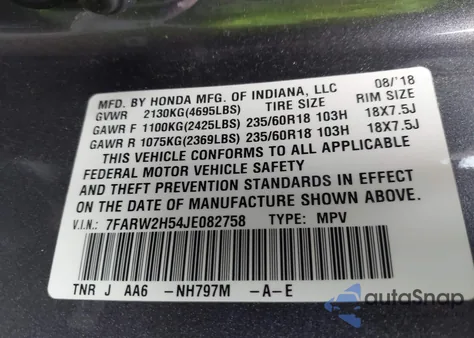 MFD. BY HONDA MFG. OF INDIANA, LLC 08/'18
GVWR 2130KG(4695LBS) TIRE SIZE RIM SIZE
GAWR F 1100KG(2425LBS) 235/60R18 103H 18X7.5J
GAWR R 1075KG(2369LBS) 235/60R18 103H 18X7.5J
THIS VEHICLE CONFORMS TO ALL APPLICABLE
FEDERAL MOTOR VEHICLE SAFETY
AND THEFT PREVENTION STANDARDS IN EFFECT
ON THE DATE OF MANUFACTURE SHOWN ABOVE.
V.I.N.: 7FARW2H54JE082758 TYPE: MPV
TNR J AA6 -NH797M -A-E
autaSnap